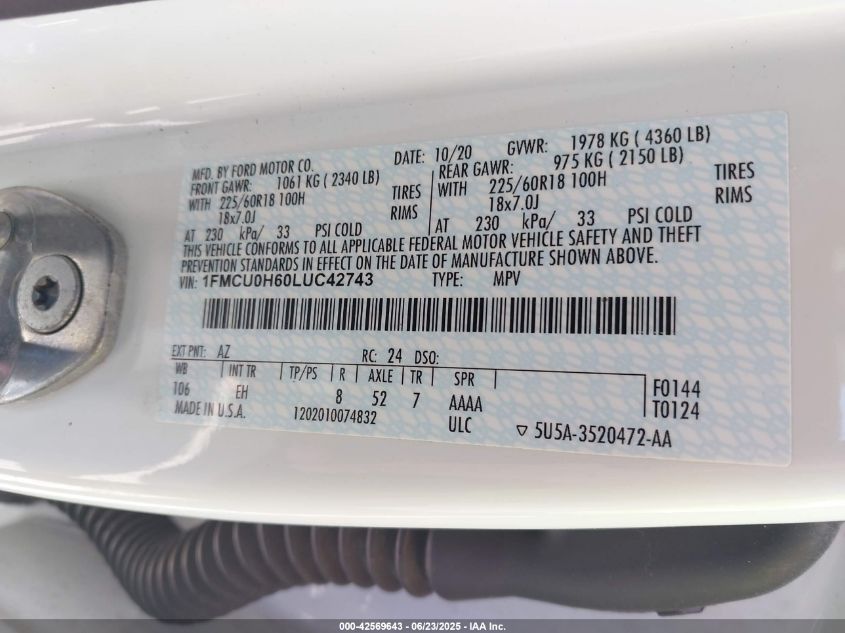 MFD. BY FORD MOTOR CO. DATE: 10/20 GVWR: 1978 KG ( 4360 LB)
FRONT GAWR: 1061 KG ( 2340 LB) REAR GAWR: 975 KG ( 2150 LB)
WITH 225/60R18 100H TIRES WITH 225/60R18 100H TIRES
18x7.0J RIMS 18x7.0J RIMS
AT 230 kPa/ 33 PSI COLD AT 230 kPa/ 33 PSI COLD
THIS VEHICLE CONFORMS TO ALL APPLICABLE FEDERAL MOTOR VEHICLE SAFETY AND THEFT
PREVENTION STANDARDS IN EFFECT ON THE DATE OF MANUFACTURE SHOWN ABOVE.
VIN: 1FMCU0H60LUC42743 TYPE: MPV
EXT PNT: AZ RC: 24 DSO:
WB INT TR TP/PS R AXLE TR SPR
106 EH 8 52 7 AAAA F0144
MADE IN U.S.A. 1202010074832 ULC T0124
▽ 5U5A-3520472-AA
000-42569643 / 06/23/2025 - IAA Inc.